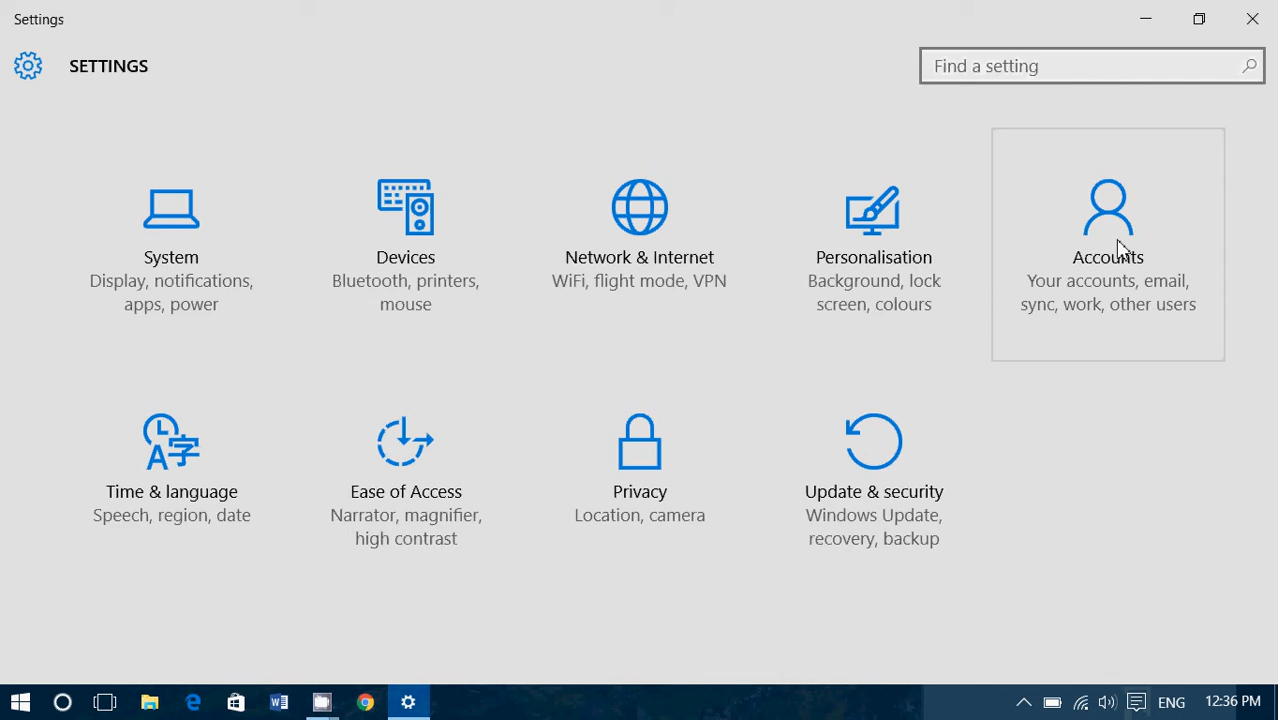 Settings
SETTINGS
Find a setting
System
Display, notifications,
apps, power
Devices
Bluetooth, printers,
mouse
Network & Internet
WiFi, flight mode, VPN
Personalisation
Background, lock
screen, colours
Accounts
Your accounts, email,
sync, work, other users
Time & language
Speech, region, date
Ease of Access
Narrator, magnifier,
high contrast
Privacy
Location, camera
Update & security
Windows Update,
recovery, backup
ENG
12:36 PM